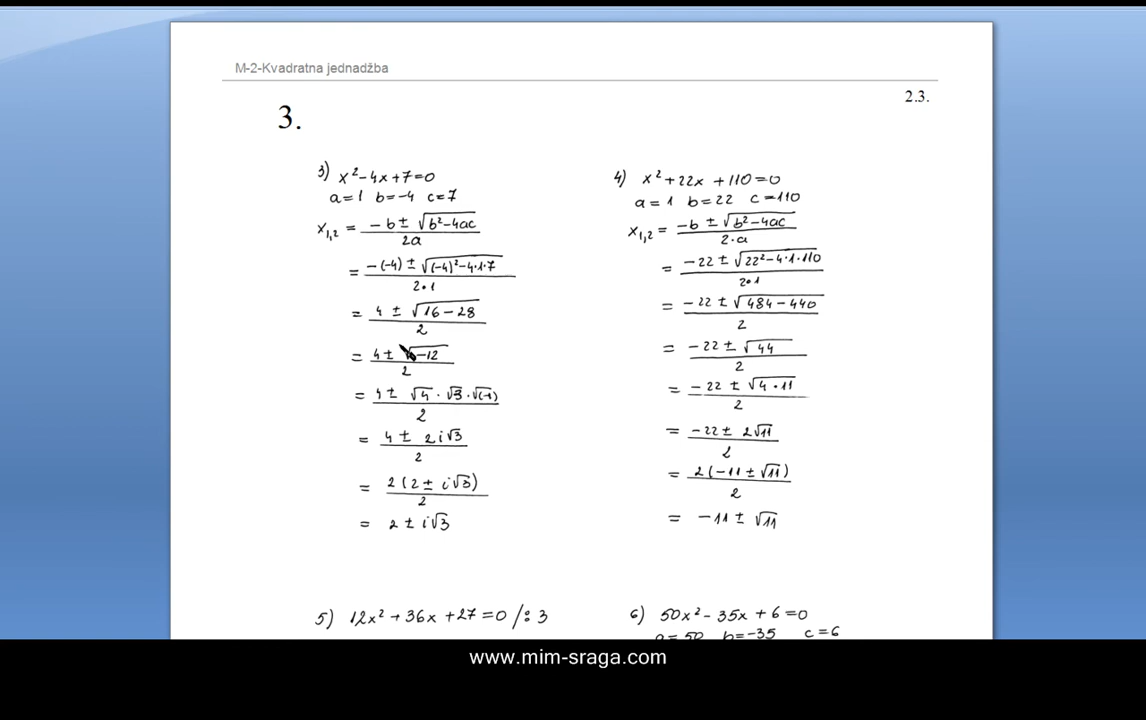 M-2-Kvadratna jednadžba
2.3.
3.
3) x²-4x+7=0
a=1 b=-4 c=7
x₁,₂ = (-b ± √(b²-4ac)) / 2a
= (-(-4) ± √((-4)²-4·1·7)) / 2·1
= (4 ± √(16-28)) / 2
= (4 ± √-12) / 2
= (4 ± √4 · √3 · √(-1)) / 2
= (4 ± 2i√3) / 2
= 2(2 ± i√3) / 2
= 2 ± i√3
4) x²+22x+110=0
a=1 b=22 c=110
x₁,₂ = (-b ± √(b²-4ac)) / 2·a
= (-22 ± √(22²-4·1·110)) / 2·1
= (-22 ± √(484-440)) / 2
= (-22 ± √44) / 2
= (-22 ± √(4·11)) / 2
= (-22 ± 2√11) / 2
= 2(-11 ± √11) / 2
= -11 ± √11
5) 12x²+36x+27=0 /:3
6) 50x²-35x+6=0
a=50 b=-35 c=6
www.mim-sraga.com